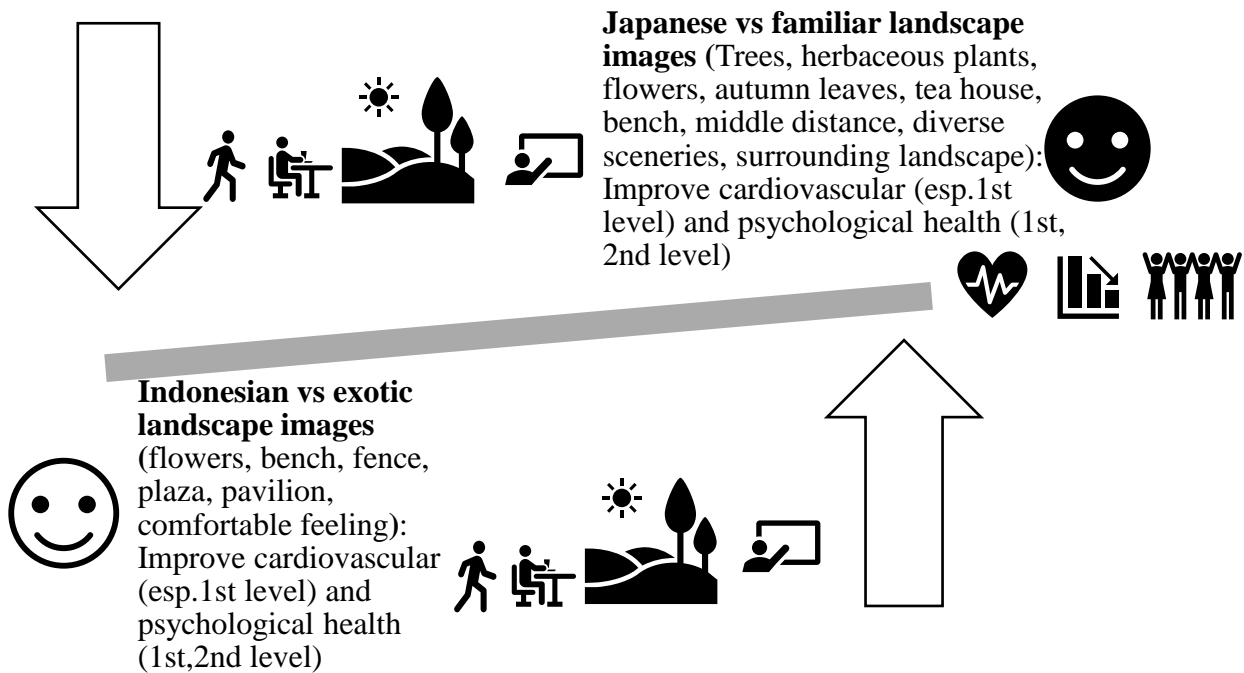 Japanese vs familiar landscape
images (Trees, herbaceous plants,
flowers, autumn leaves, tea house,
bench, middle distance, diverse
sceneries, surrounding landscape):
Improve cardiovascular (esp.1st
level) and psychological health (1st,
2nd level)
Indonesian vs exotic
landscape images
(flowers, bench, fence,
plaza, pavilion,
comfortable feeling):
Improve cardiovascular
(esp.1st level) and
psychological health
(1st,2nd level)